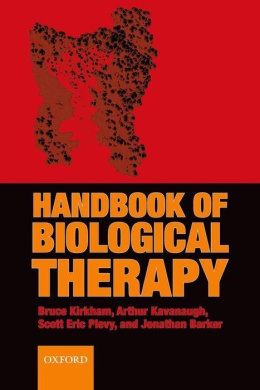 HANDBOOK OF
BIOLOGICAL
THERAPY
Bruce Kirkham, Arthur Kavanaugh,
Scott Eric Plevy, and Jonathan Barker
OXFORD